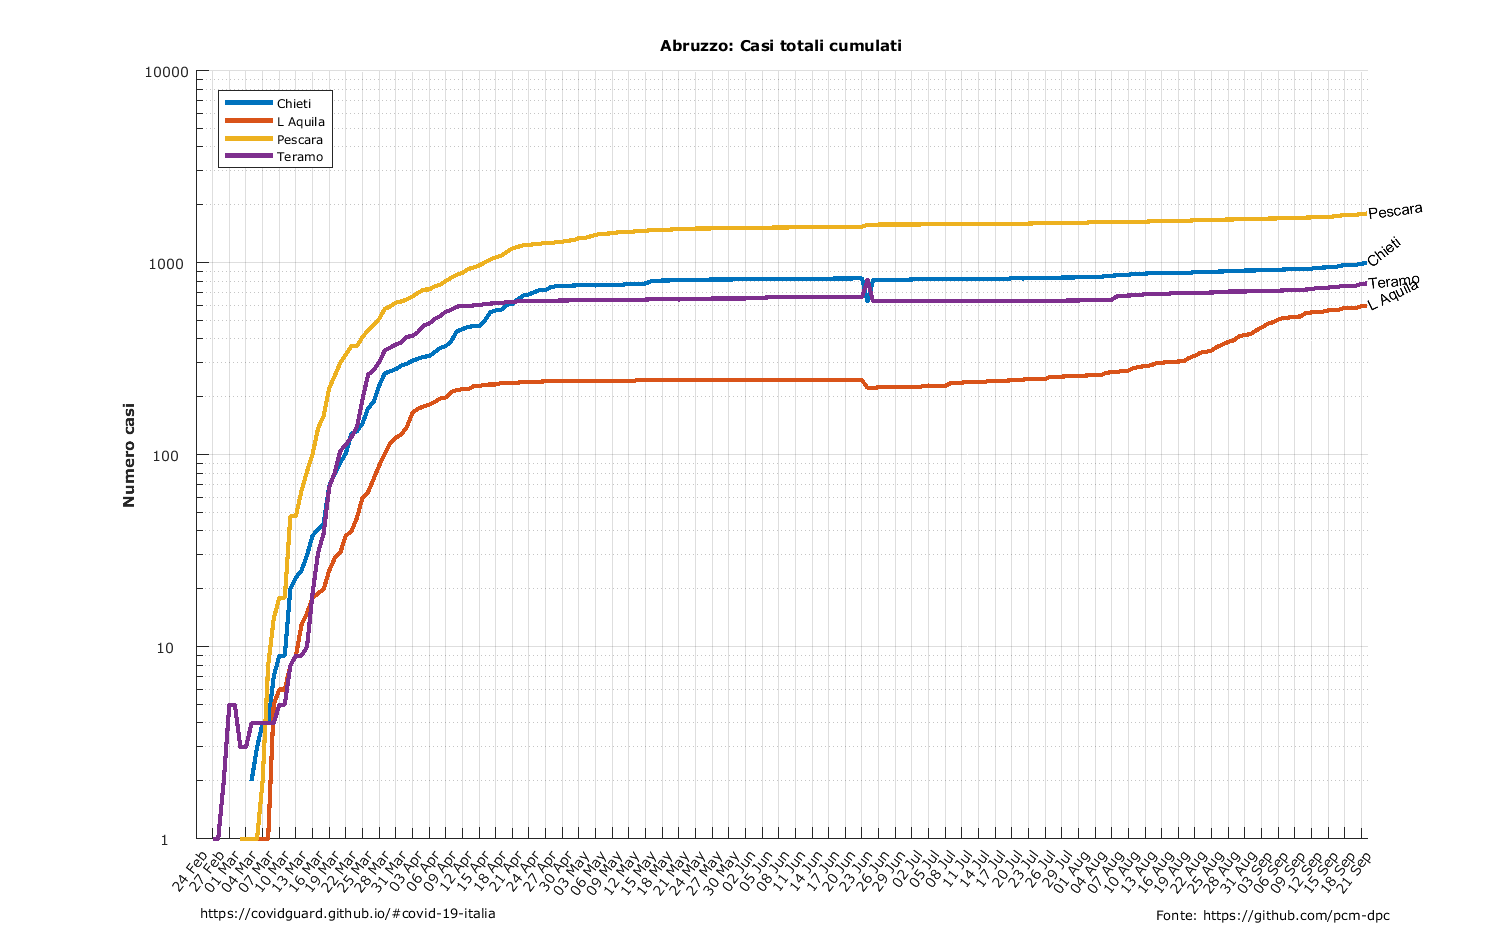 Abruzzo: Casi totali cumulati
10000
1000
100
10
1
Numero casi
Chieti
L Aquila
Pescara
Teramo
Pescara
Chieti
Teramo
L Aquila
24 Feb
27 Feb
01 Mar
04 Mar
07 Mar
10 Mar
13 Mar
16 Mar
19 Mar
22 Mar
25 Mar
28 Mar
31 Mar
03 Apr
06 Apr
09 Apr
12 Apr
15 Apr
18 Apr
21 Apr
24 Apr
27 Apr
30 Apr
03 May
06 May
09 May
12 May
15 May
18 May
21 May
24 May
27 May
30 May
02 Jun
05 Jun
08 Jun
11 Jun
14 Jun
17 Jun
20 Jun
23 Jun
26 Jun
29 Jun
02 Jul
05 Jul
08 Jul
11 Jul
14 Jul
17 Jul
20 Jul
23 Jul
26 Jul
29 Jul
01 Aug
04 Aug
07 Aug
10 Aug
13 Aug
16 Aug
19 Aug
22 Aug
25 Aug
28 Aug
31 Aug
03 Sep
06 Sep
09 Sep
12 Sep
15 Sep
18 Sep
21 Sep
https://covidguard.github.io/#covid-19-italia
Fonte: https://github.com/pcm-dpc